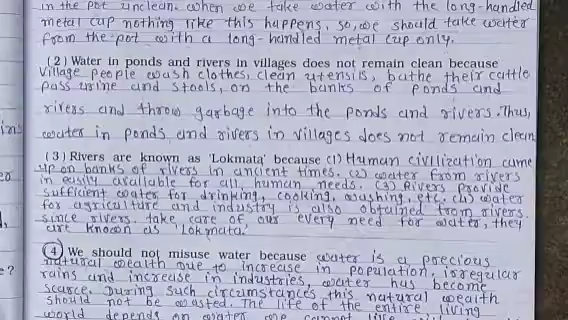 in the pot unclean. when we take water with the long-handled
metal cup nothing like this happens, so, we should take water
from the pot with a long-handled metal cup only.
(2) Water in ponds and rivers in villages does not remain clean because
village people wash clothes, clean utensils, bathe their cattle
pass urine and stools, on the banks of ponds and
rivers and throw garbage into the ponds and rivers. Thus,
water in ponds and rivers in villages does not remain clean
(3) Rivers are known as 'Lokmata' because (1) Human civilization came
up on banks of rivers in ancient times. (2) water from rivers
in easily available for all human needs. (3) Rivers provide
sufficient water for drinking, cooking, washing, etc. (4) water
for agriculture and industry is also obtained from rivers.
since rivers take care of our every need for water, they
are known as 'Lokmata.'
(4) We should not misuse water because water is a precious
natural wealth due to increase in population, irregular
rains and increase in industries, water has become
scarce. During such circumstances this natural wealth
should not be wasted. The life of the entire living
world depends on water we cannot live